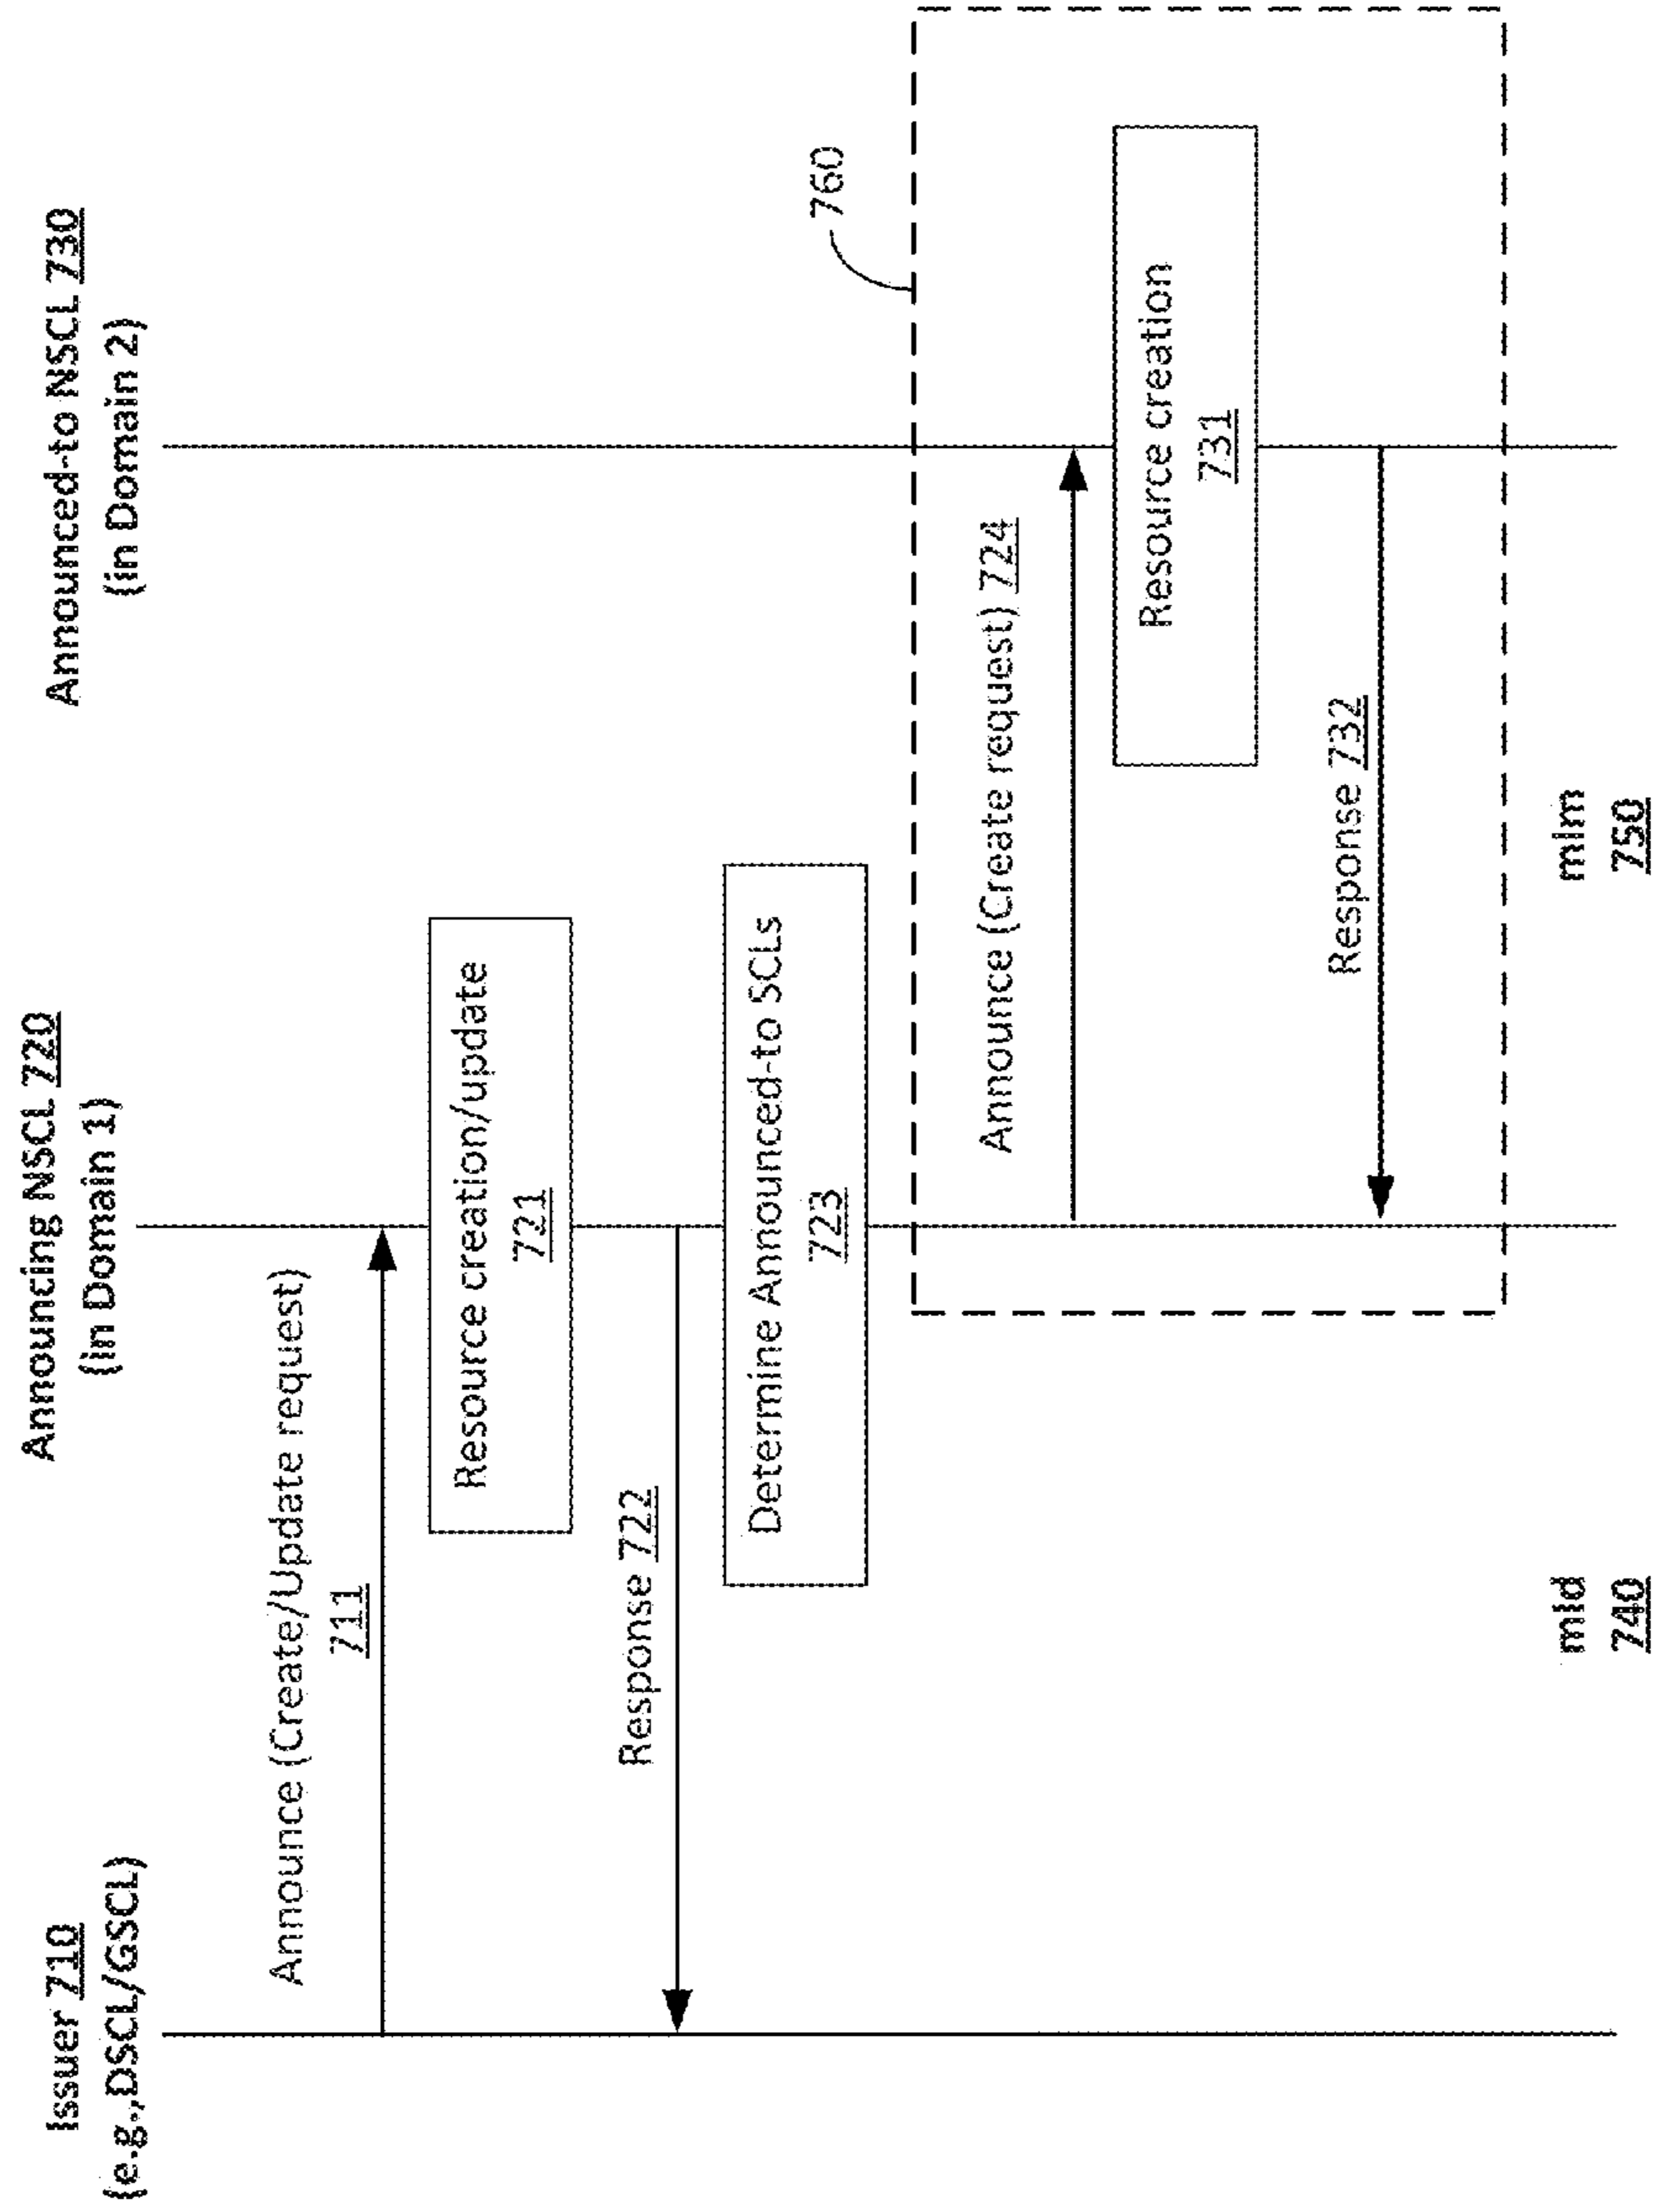 Issuer 710
(e.g.,DSCL/GSCL)
Announcing NSCL 720
(in Domain 1)
Announced-to NSCL 730
(in Domain 2)
Announce (Create/Update request)
711
Resource creation/update
721
Response 722
Determine Announced-to SCLs
723
760
Announce (Create request) 724
Resource creation
731
Response 732
mId
740
mIm
750